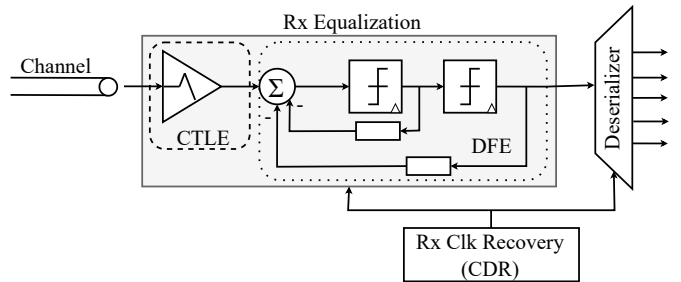 Rx Equalization
Channel
Σ
-
-
CTLE
DFE
Deserializer
Rx Clk Recovery
(CDR)